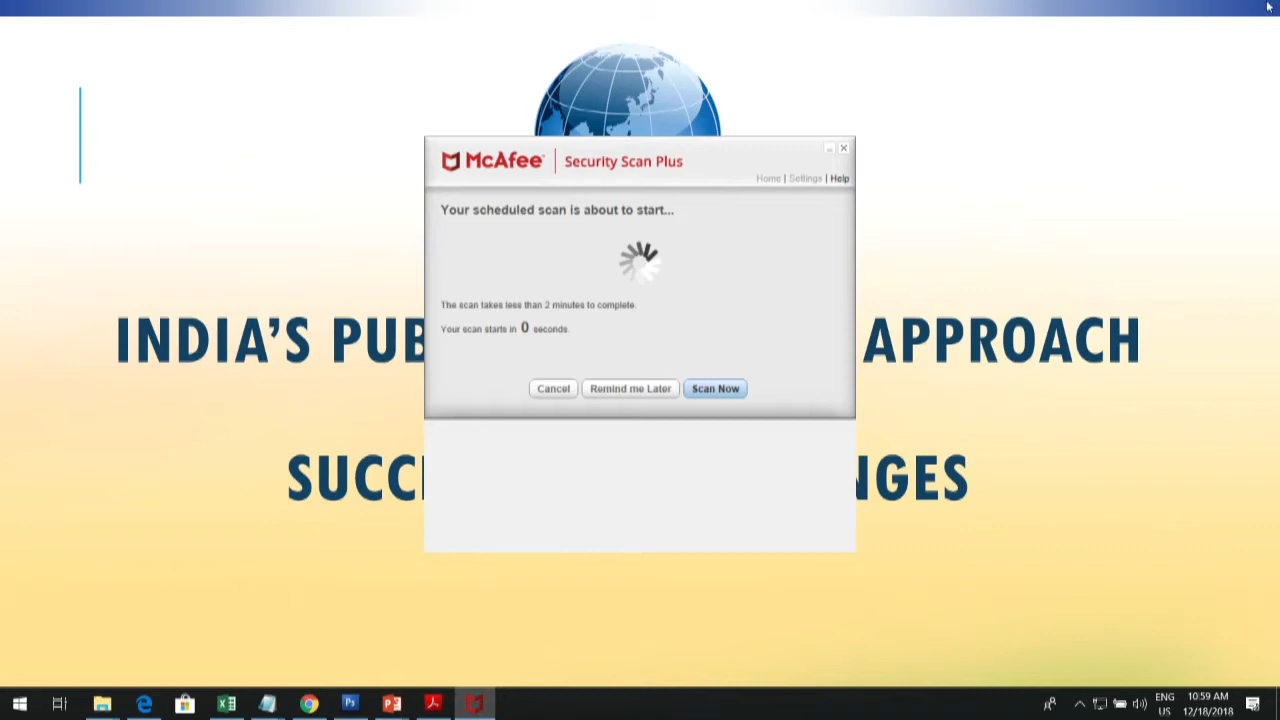 McAfee
Security Scan Plus
Home | Settings | Help
Your scheduled scan is about to start...
The scan takes less than 2 minutes to complete.
Your scan starts in 0 seconds.
Cancel
Remind me Later
Scan Now
INDIA'S PUB
APPROACH
SUCC
NGES
ENG
US
10:59 AM
12/18/2018